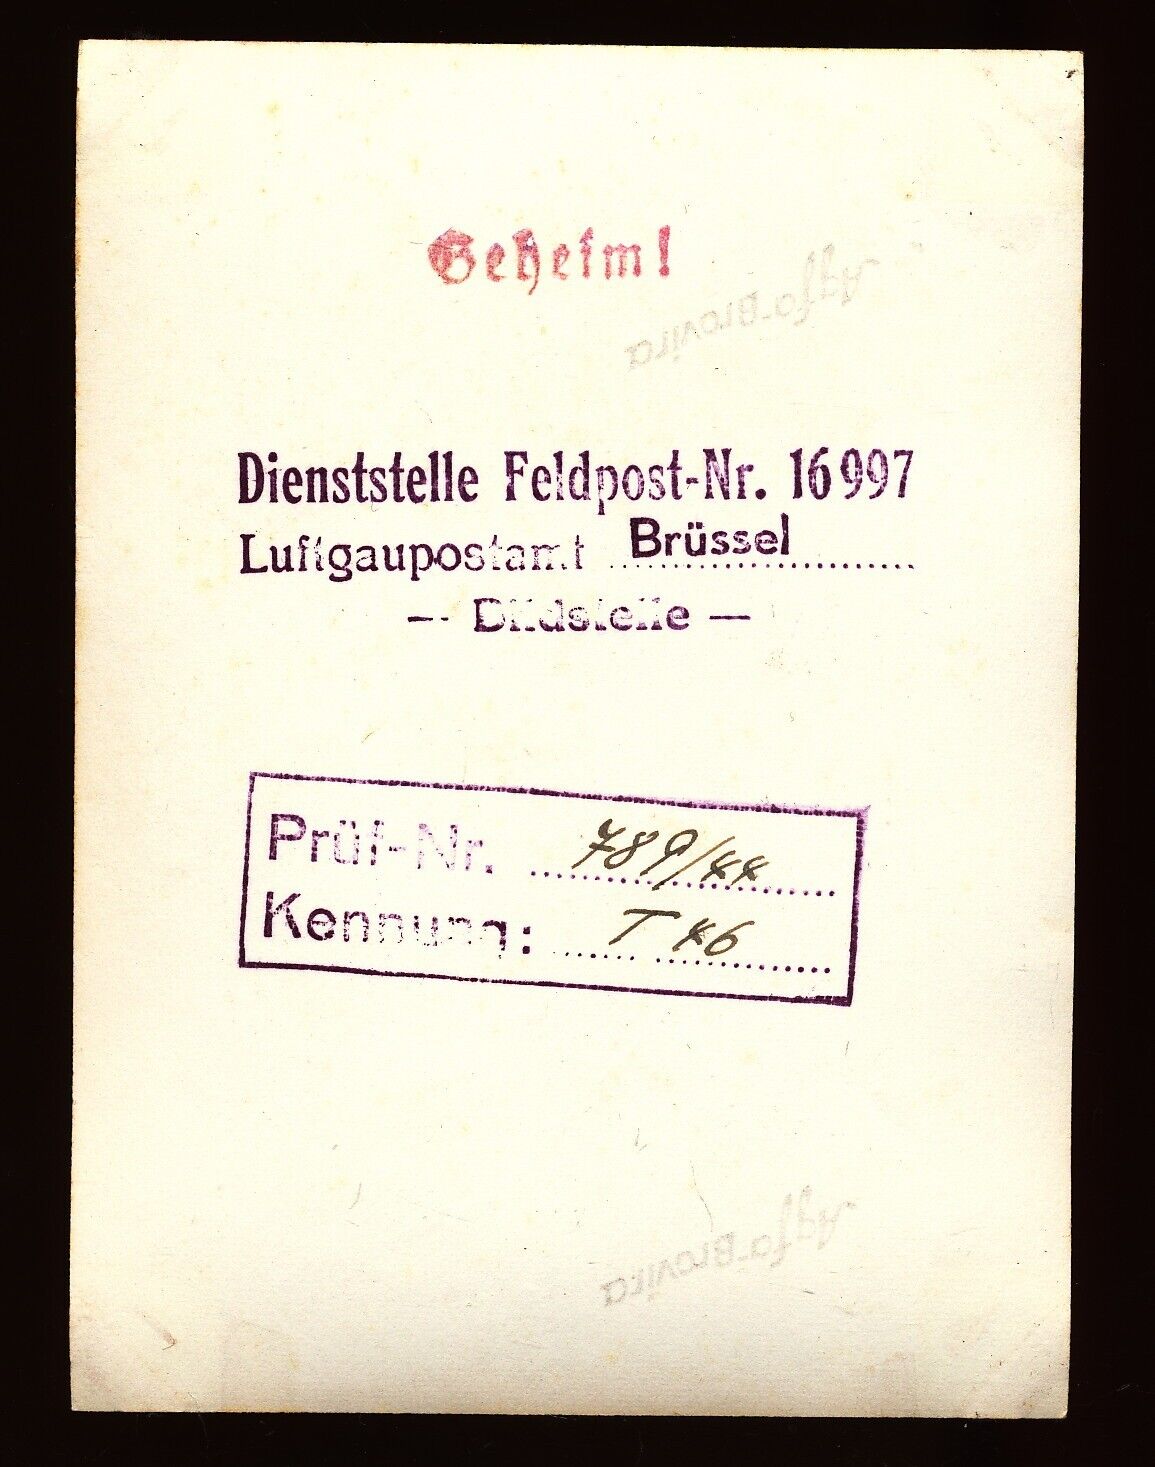 Geheim!
Agfa-Brovira
Dienststelle Feldpost-Nr. 16997
Luftgaupostamt Brüssel
— Bildstelle —
Prüf-Nr. 789/44
Kennung: T 46
Agfa-Brovira